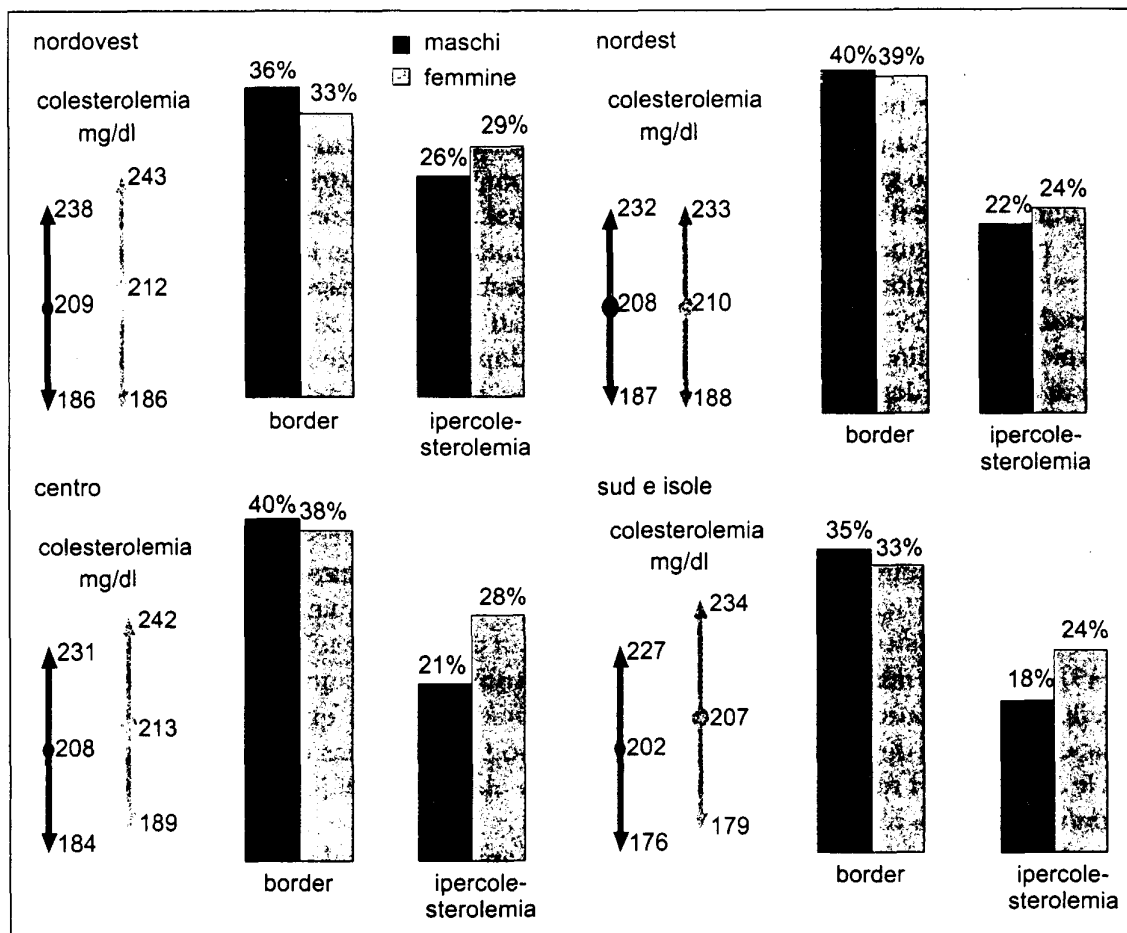 nordovest
maschi
femmine
colesterolemia
mg/dl
238
209
186
243
212
186
36%
33%
26%
29%
border
ipercole-
sterolemia
nordest
colesterolemia
mg/dl
232
208
187
233
210
188
40%
39%
22%
24%
border
ipercole-
sterolemia
centro
colesterolemia
mg/dl
231
208
184
242
213
189
40%
38%
21%
28%
border
ipercole-
sterolemia
sud e isole
colesterolemia
mg/dl
227
202
176
234
207
179
35%
33%
18%
24%
border
ipercole-
sterolemia